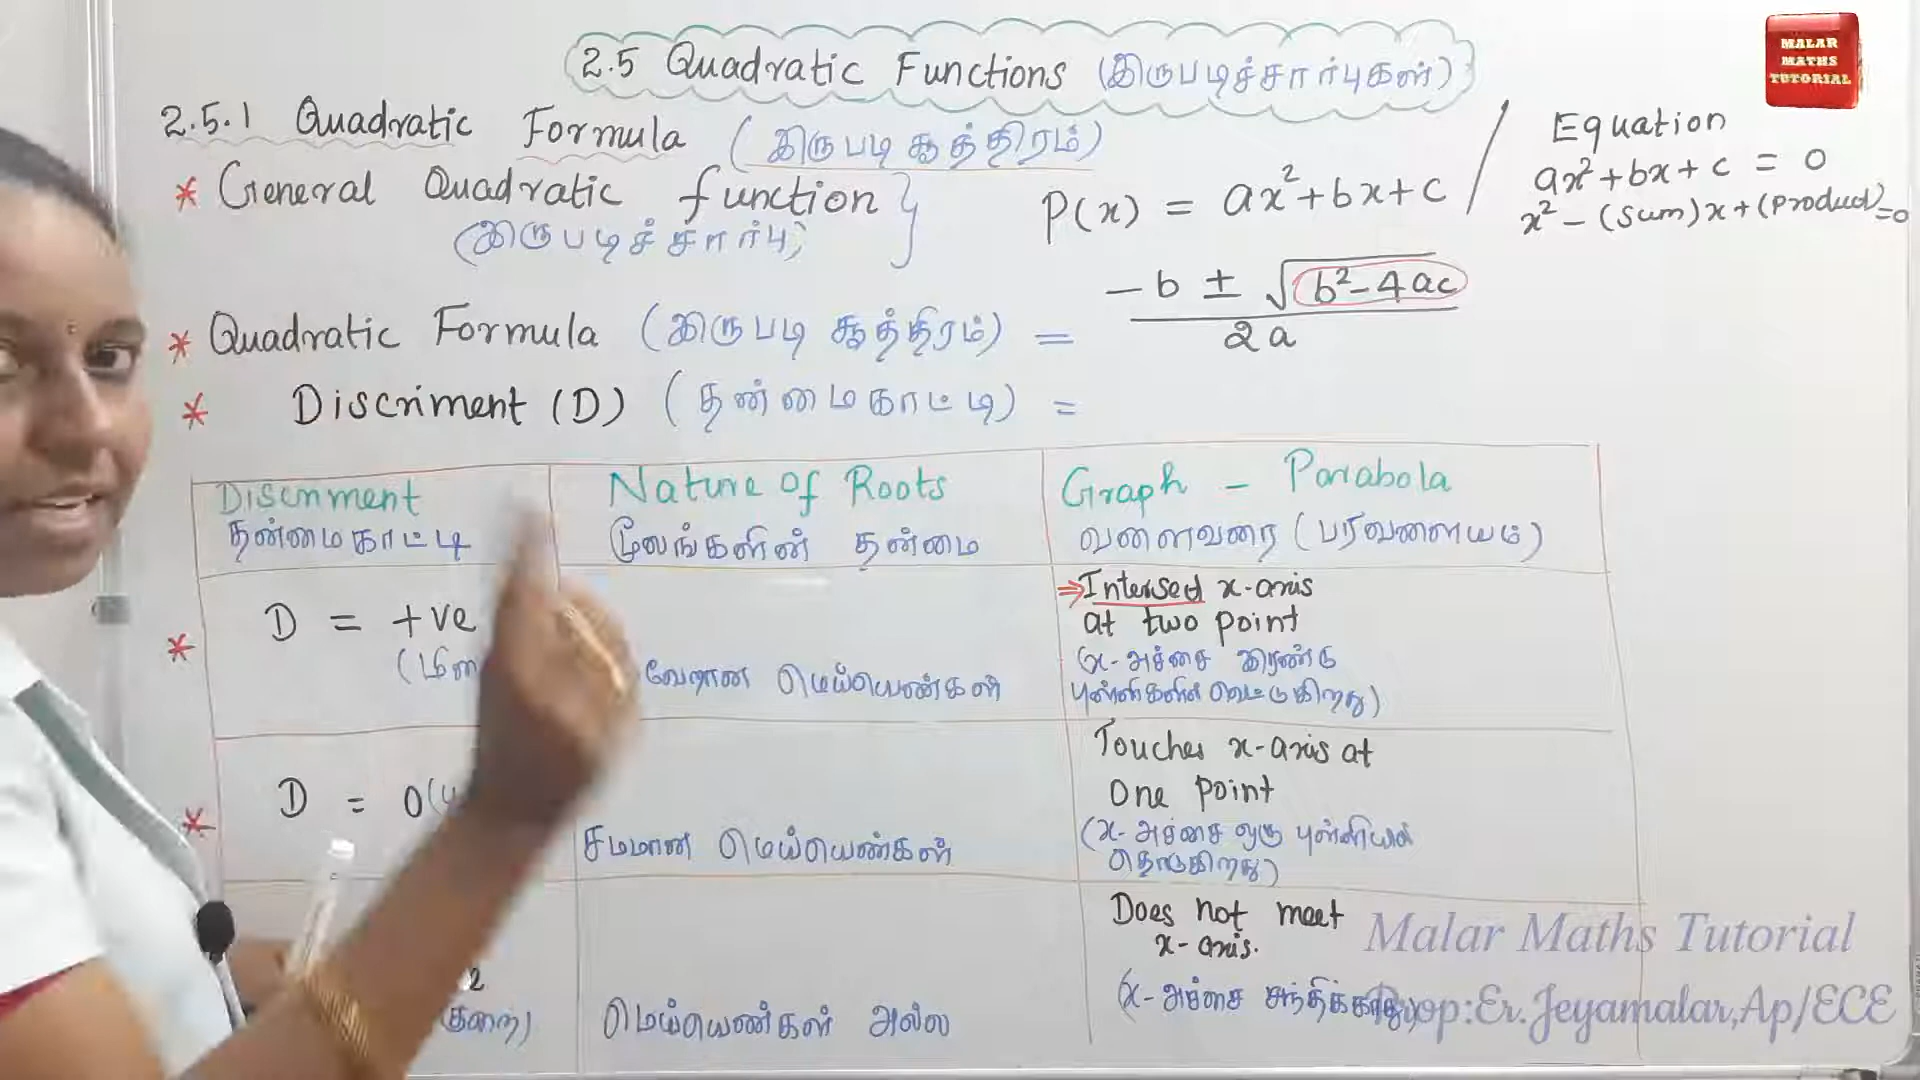 2.5 Quadratic Functions (இருபடிச்சார்புகள்)
MALAR
MATHS
TUTORIAL
2.5.1 Quadratic Formula (இருபடி சூத்திரம்)
* General Quadratic function } P(x) = ax²+bx+c /
(இருபடிச் சார்பு)
Equation
ax²+bx+c = 0
x² - (Sum)x + (Product) = 0
* Quadratic Formula (இருபடி சூத்திரம்) = -b ± √b²-4ac / 2a
* Discriment (D) (தன்மைகாட்டி) =
Discriment
தன்மைகாட்டி
Nature of Roots
மூலங்களின் தன்மை
Graph - Parabola
வளைவரை (பரவளையம்)
* D = +ve
வேறான மெய்யெண்கள்
⇒Intersect x-axis
at two point
(x-அச்சை இரண்டு
புள்ளிகளில் வெட்டுகிறது)
* D = 0
சமமான மெய்யெண்கள்
Touches x-axis at
One point
(x-அச்சை ஒரு புள்ளியில்
தொடுகிறது)
மெய்யெண்கள் அல்ல
Does not meet
x-axis.
(x-அச்சை சந்திக்காது)
Malar Maths Tutorial
Prop:Er.Jeyamalar,Ap/ECE